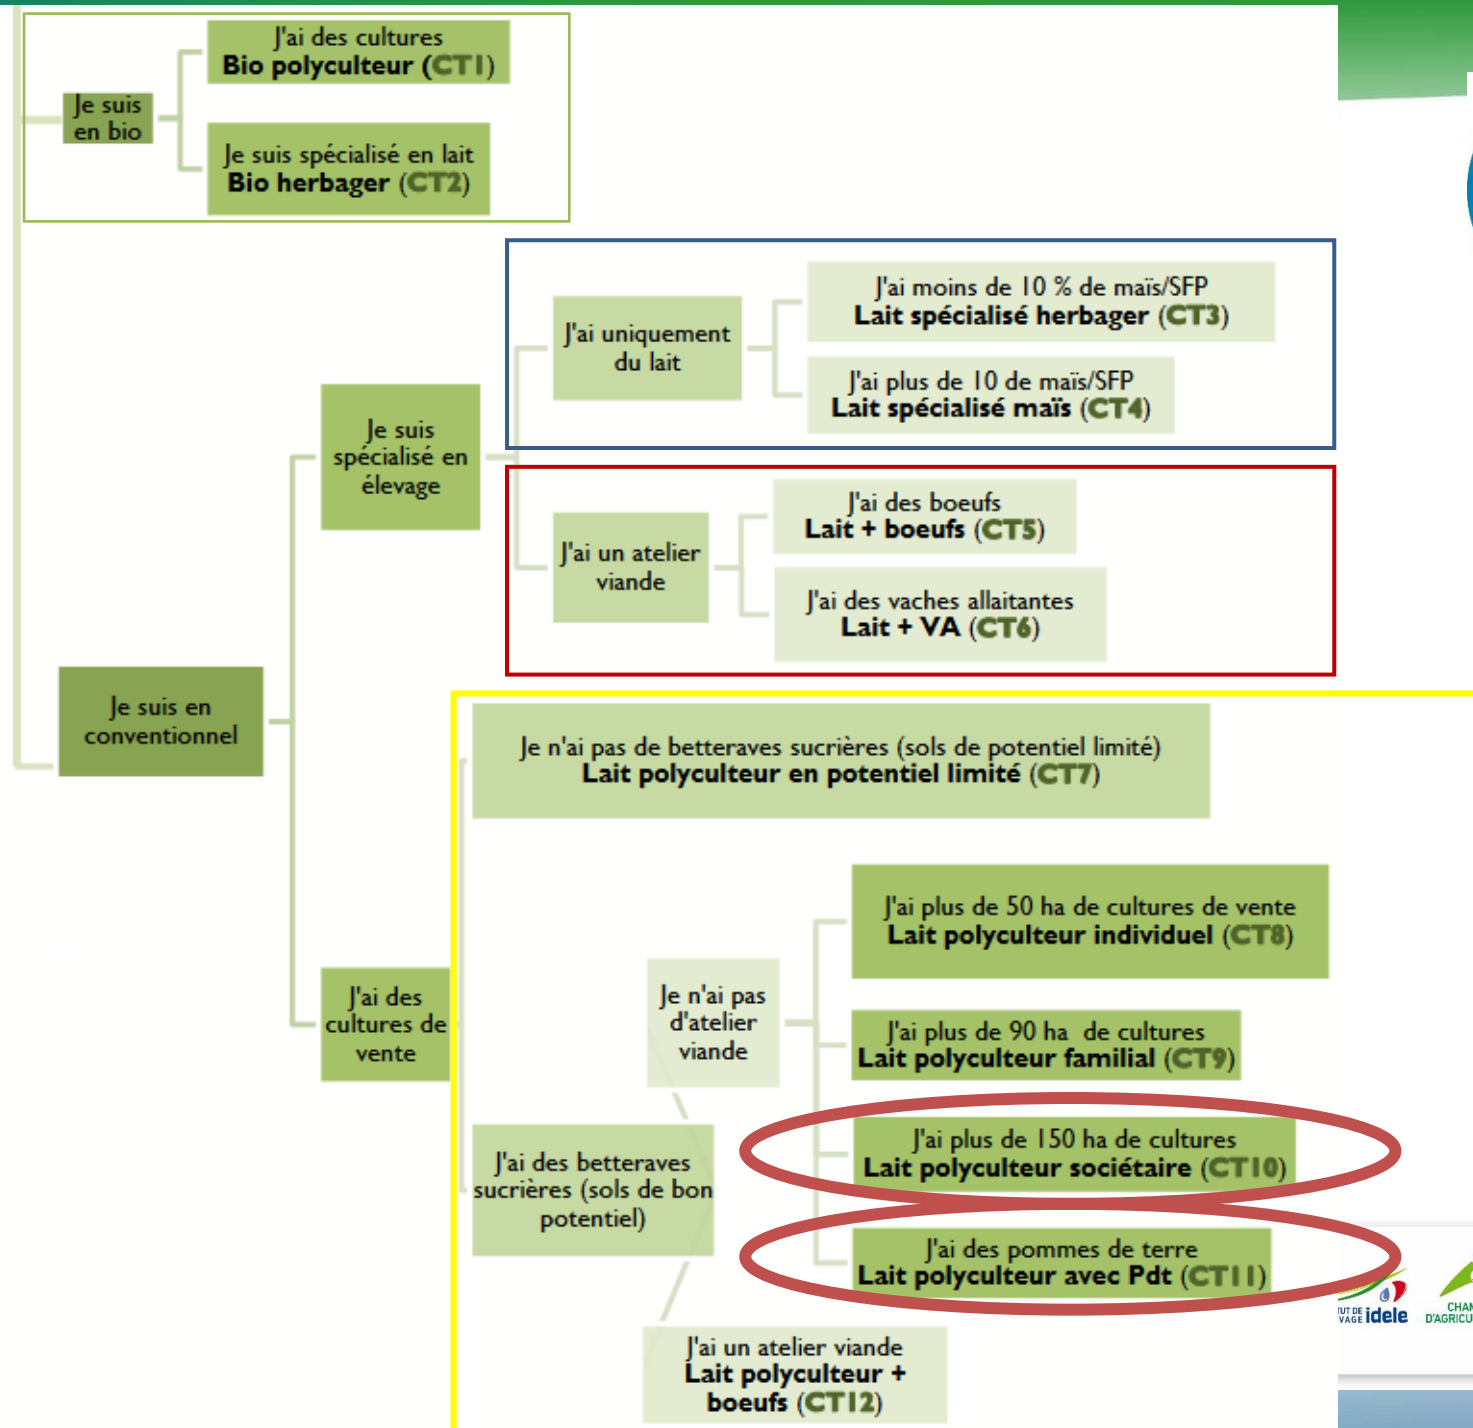 J'ai des cultures
Bio polyculteur (CT1)
Je suis
en bio
Je suis spécialisé en lait
Bio herbager (CT2)
J'ai moins de 10 % de maïs/SFP
Lait spécialisé herbager (CT3)
J'ai uniquement
du lait
J'ai plus de 10 de maïs/SFP
Lait spécialisé maïs (CT4)
Je suis
spécialisé en
élevage
J'ai des boeufs
Lait + boeufs (CT5)
J'ai un atelier
viande
J'ai des vaches allaitantes
Lait + VA (CT6)
Je suis en
conventionnel
Je n'ai pas de betteraves sucrières (sols de potentiel limité)
Lait polyculteur en potentiel limité (CT7)
J'ai plus de 50 ha de cultures de vente
Lait polyculteur individuel (CT8)
J'ai des
cultures de
vente
Je n'ai pas
d'atelier
viande
J'ai plus de 90 ha de cultures
Lait polyculteur familial (CT9)
J'ai plus de 150 ha de cultures
Lait polyculteur sociétaire (CT10)
J'ai des betteraves
sucrières (sols de bon
potentiel)
J'ai des pommes de terre
Lait polyculteur avec Pdt (CT11)
J'ai un atelier viande
Lait polyculteur +
boeufs (CT12)
UT DE
VAGE idele
CHAM
D'AGRICU